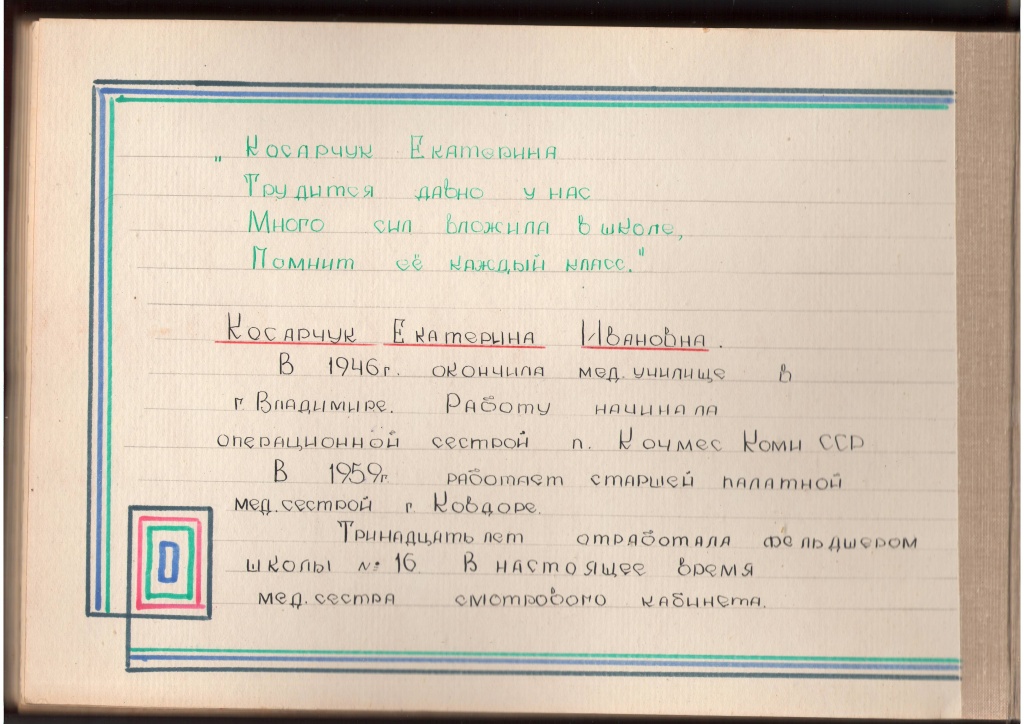 „Косарчук Екатерина
Трудится давно у нас
Много сил вложила в школе,
Помнит её каждый класс."
Косарчук Екатерина Ивановна.
В 1946г. окончила мед.училище в
г Владимире. Работу начинала
операционной сестрой п. Кочмес Коми ССР
В 1959г работает старшей палатной
мед.сестрой г Ковдоре.
Тринадцать лет отработала фельдшером
школы № 16 В настоящее время
мед.сестра смотрового кабинета.